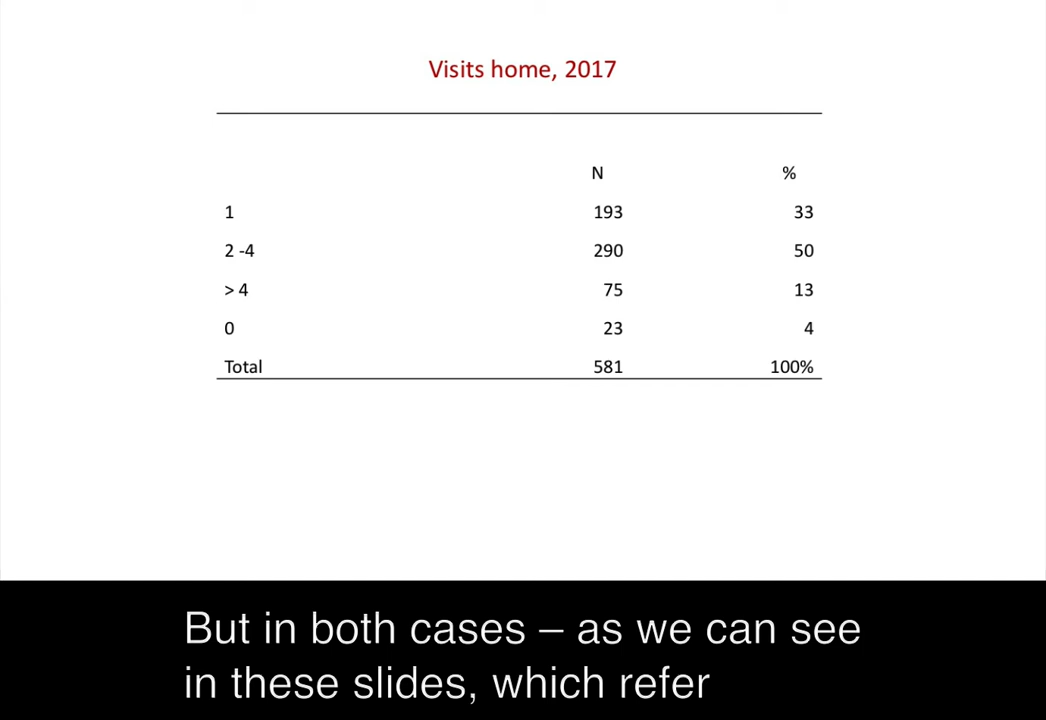 Visits home, 2017
N %
1 193 33
2 -4 290 50
> 4 75 13
0 23 4
Total 581 100%
But in both cases – as we can see
in these slides, which refer